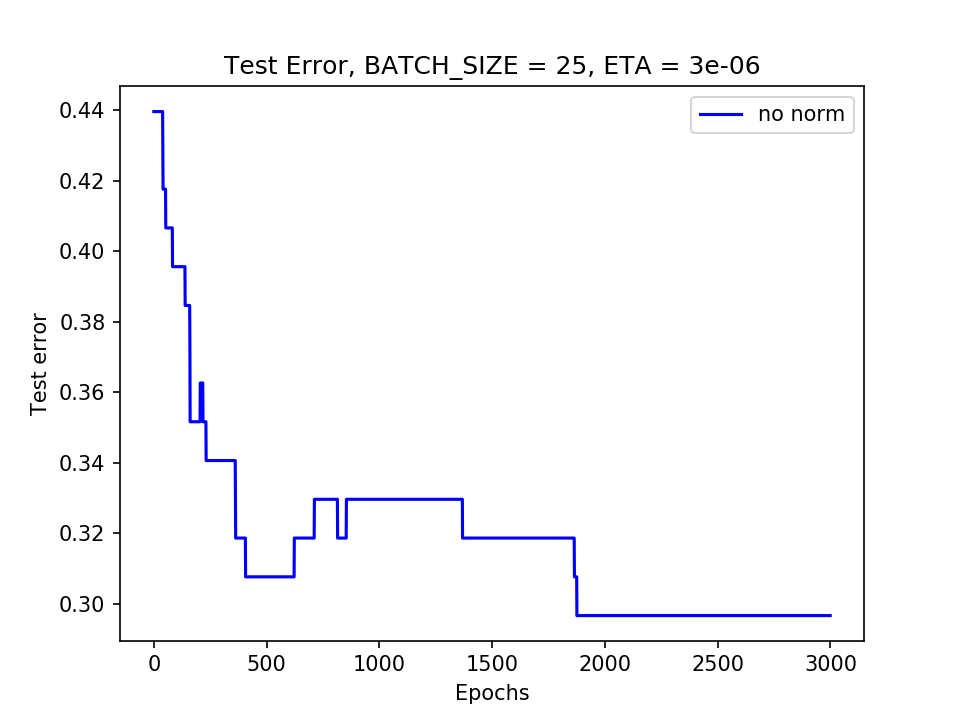 Test Error, BATCH_SIZE = 25, ETA = 3e-06
no norm
0.44
0.42
0.40
0.38
0.36
0.34
0.32
0.30
Test error
0 500 1000 1500 2000 2500 3000
Epochs